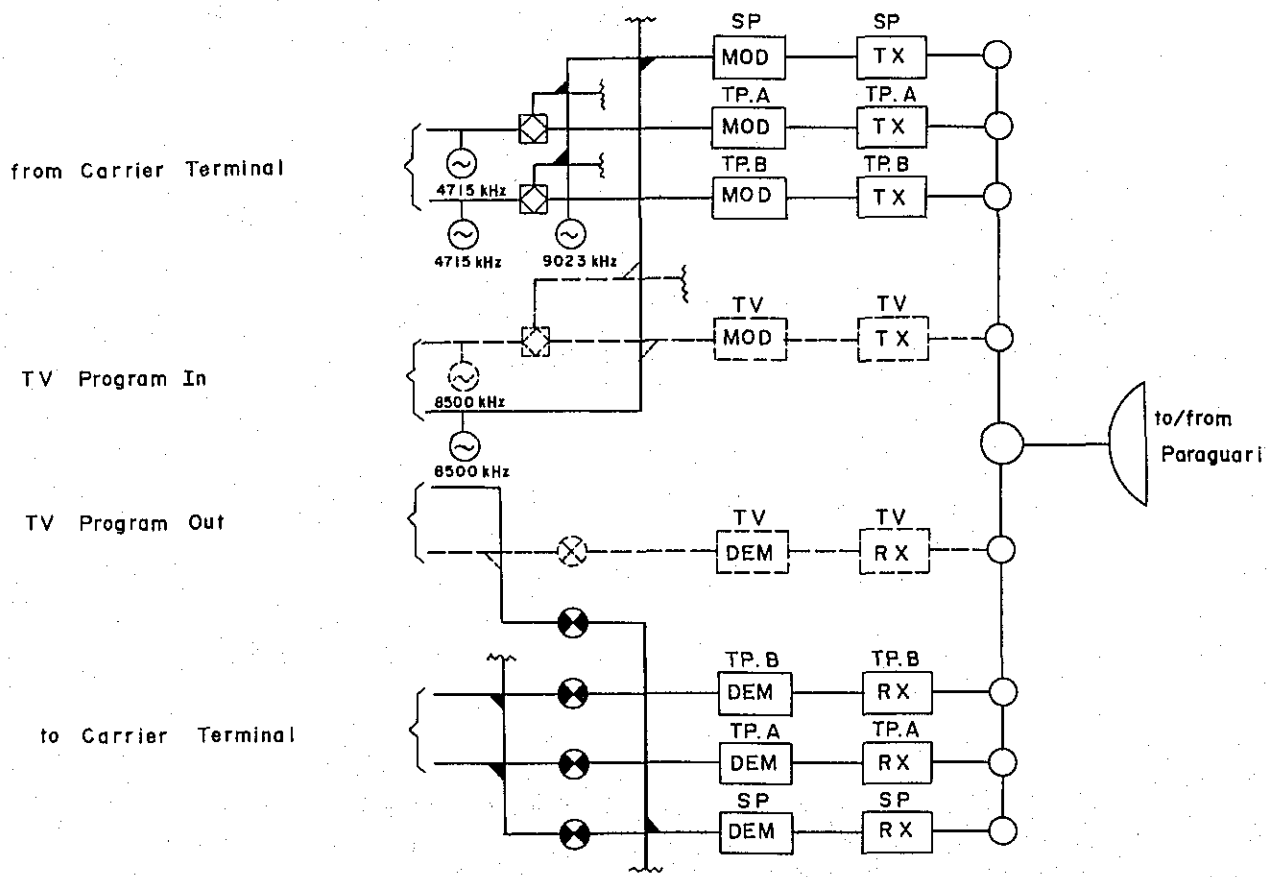 SP SP
MOD TX
TP.A TP.A
MOD TX
from Carrier Terminal
4715 kHz
TP.B TP.B
MOD TX
4715 kHz 9023 kHz
TV TV
MOD TX
TV Program In
8500 kHz
to/from
Paraguari
8500 kHz
TV Program Out
TV TV
DEM RX
TP.B TP.B
DEM RX
to Carrier Terminal
TP.A TP.A
DEM RX
SP SP
DEM RX